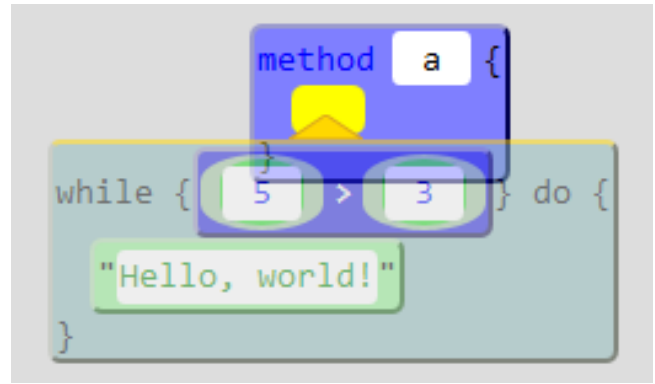 method a {
}
while { 5 > 3 } do {
"Hello, world!"
}